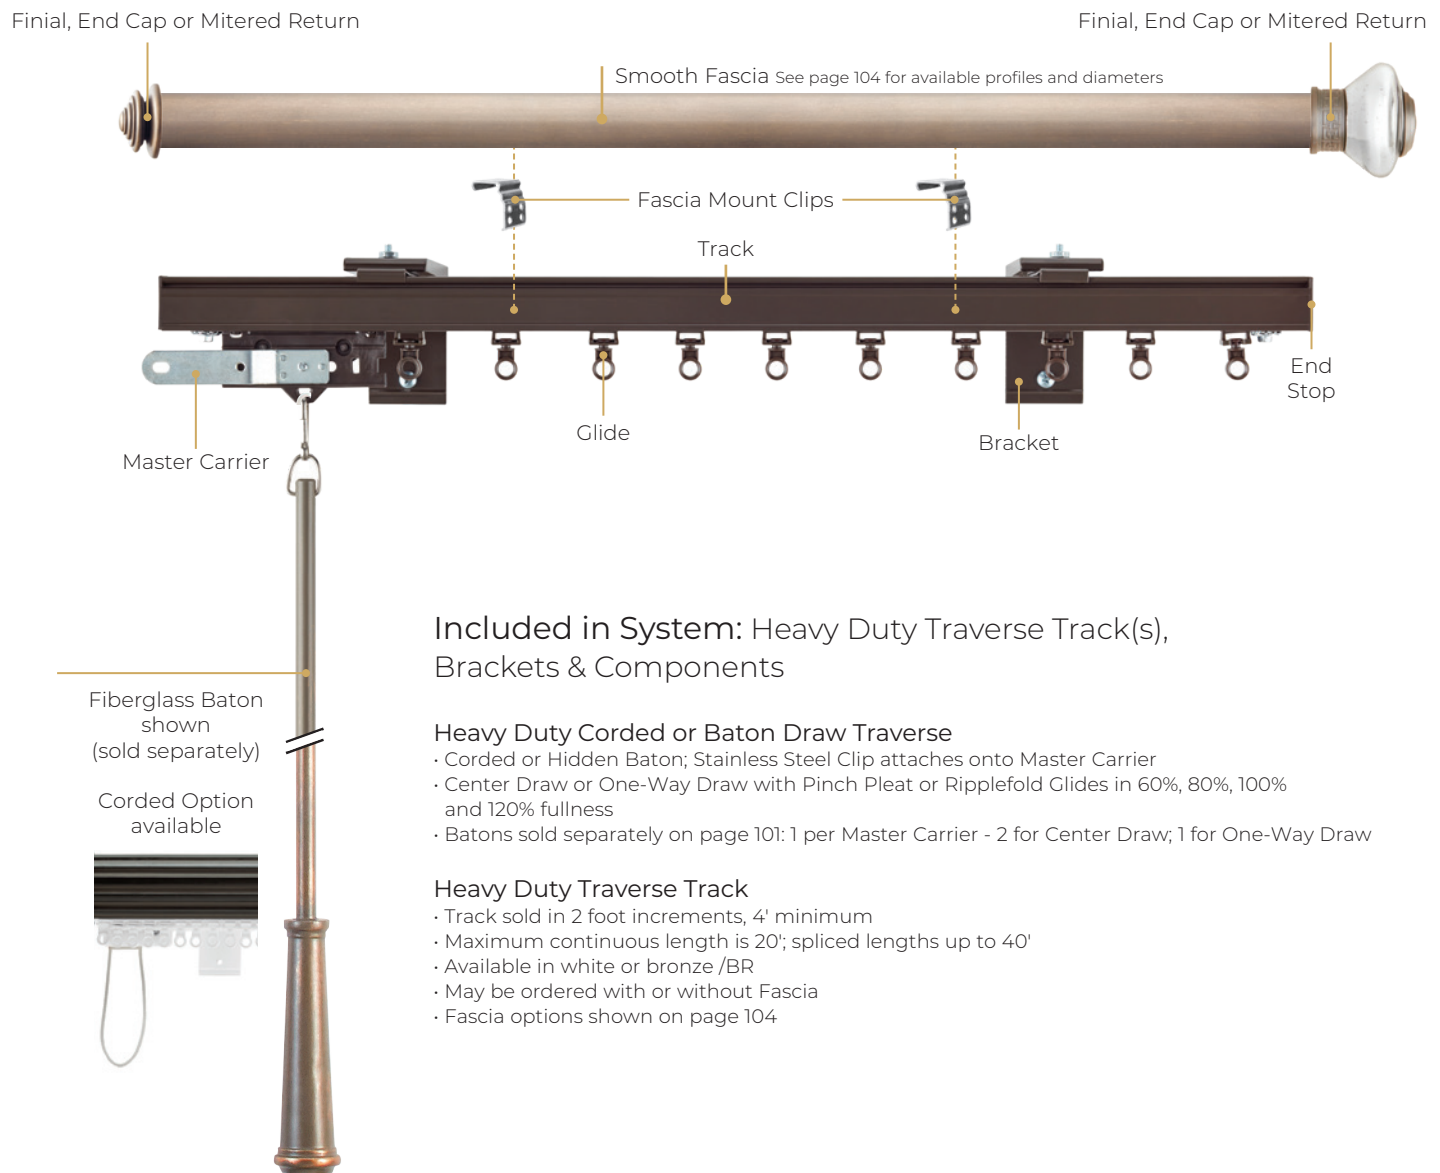 Finial, End Cap or Mitered Return
Finial, End Cap or Mitered Return
Smooth Fascia See page 104 for available profiles and diameters
Fascia Mount Clips
Track
End
Stop
Glide
Bracket
Master Carrier
Included in System: Heavy Duty Traverse Track(s),
Brackets & Components
Fiberglass Baton
shown
(sold separately)
Corded Option
available
Heavy Duty Corded or Baton Draw Traverse
• Corded or Hidden Baton; Stainless Steel Clip attaches onto Master Carrier
• Center Draw or One-Way Draw with Pinch Pleat or Ripplefold Glides in 60%, 80%, 100%
and 120% fullness
• Batons sold separately on page 101: 1 per Master Carrier - 2 for Center Draw; 1 for One-Way Draw
Heavy Duty Traverse Track
• Track sold in 2 foot increments, 4' minimum
• Maximum continuous length is 20'; spliced lengths up to 40'
• Available in white or bronze /BR
• May be ordered with or without Fascia
• Fascia options shown on page 104